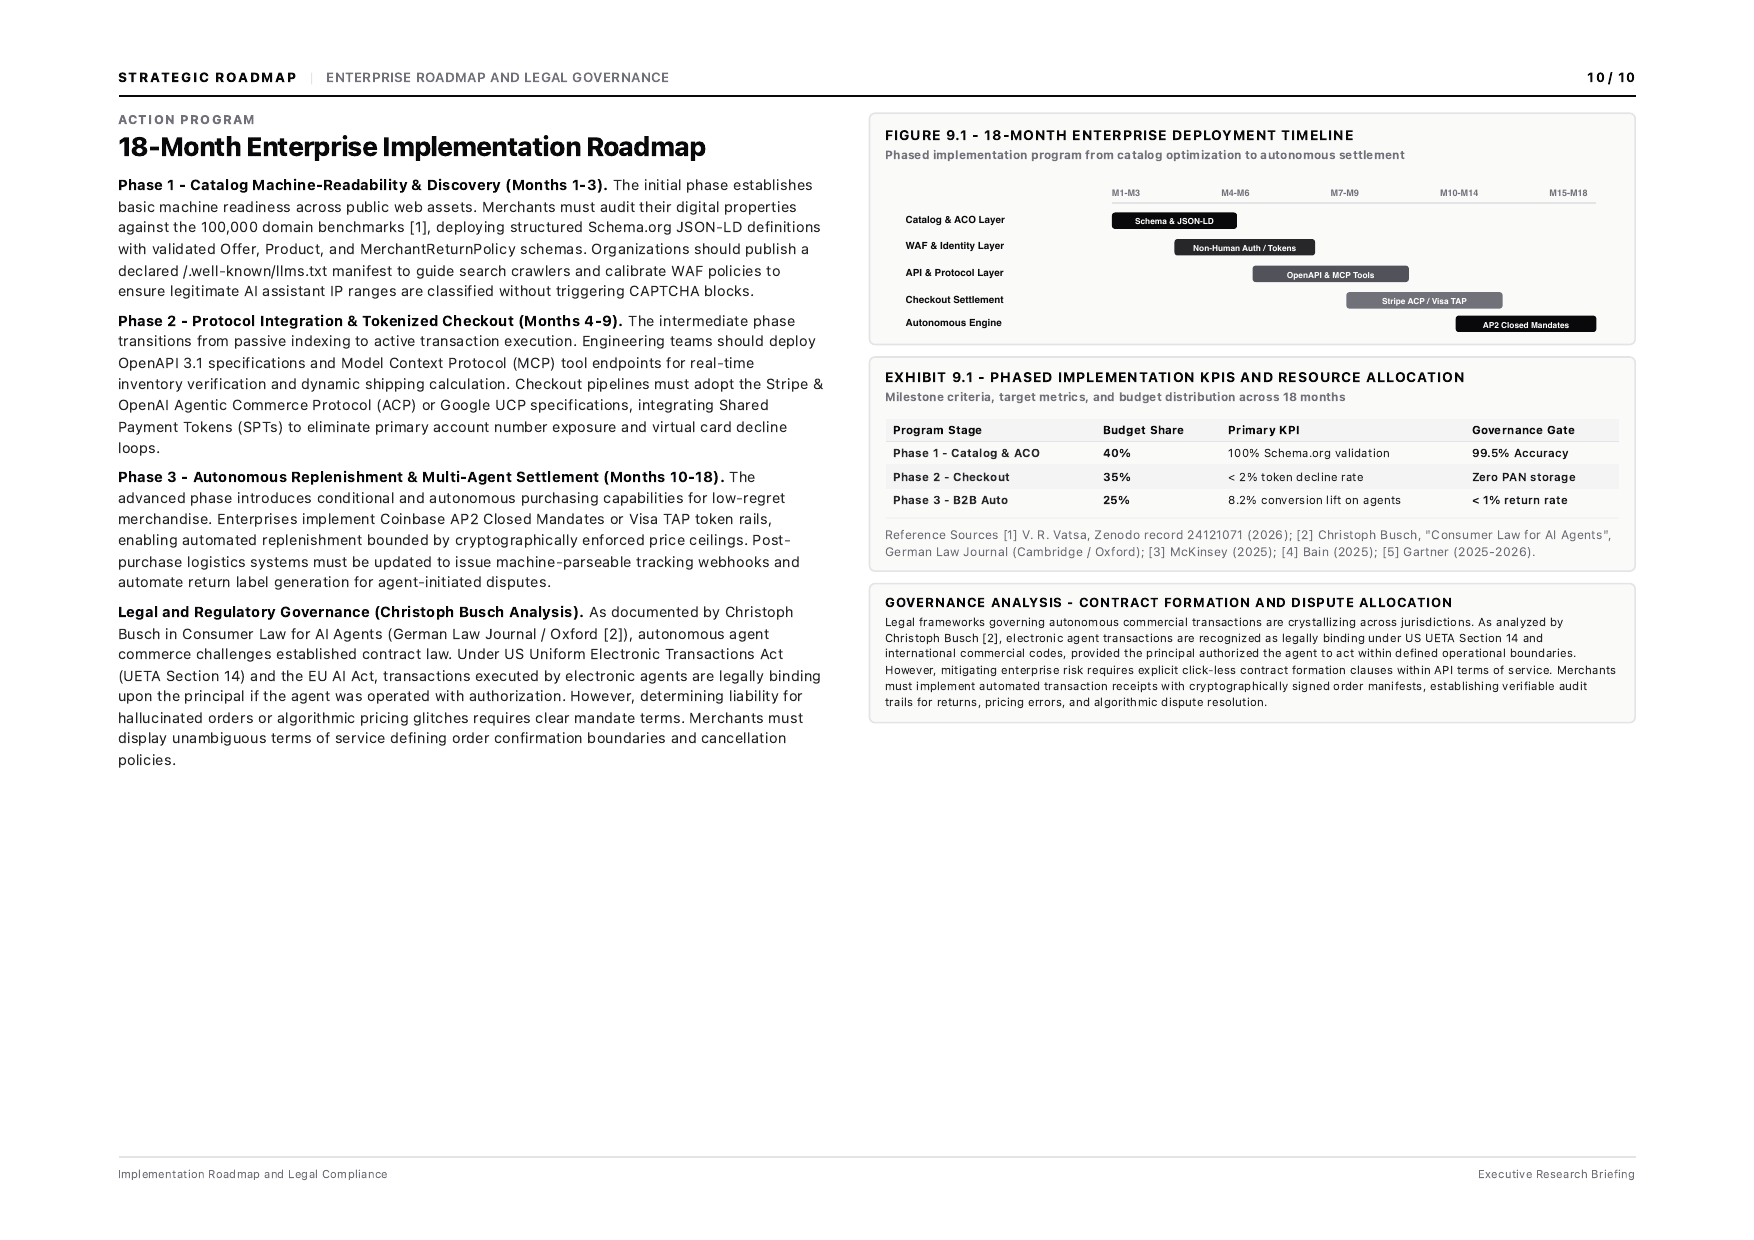 STRATEGIC ROADMAP | ENTERPRISE ROADMAP AND LEGAL GOVERNANCE
10 / 10
ACTION PROGRAM
18-Month Enterprise Implementation Roadmap
Phase 1 - Catalog Machine-Readability & Discovery (Months 1-3). The initial phase establishes
basic machine readiness across public web assets. Merchants must audit their digital properties
against the 100,000 domain benchmarks [1], deploying structured Schema.org JSON-LD definitions
with validated Offer, Product, and MerchantReturnPolicy schemas. Organizations should publish a
declared /.well-known/llms.txt manifest to guide search crawlers and calibrate WAF policies to
ensure legitimate AI assistant IP ranges are classified without triggering CAPTCHA blocks.
Phase 2 - Protocol Integration & Tokenized Checkout (Months 4-9). The intermediate phase
transitions from passive indexing to active transaction execution. Engineering teams should deploy
OpenAPI 3.1 specifications and Model Context Protocol (MCP) tool endpoints for real-time
inventory verification and dynamic shipping calculation. Checkout pipelines must adopt the Stripe &
OpenAI Agentic Commerce Protocol (ACP) or Google UCP specifications, integrating Shared
Payment Tokens (SPTs) to eliminate primary account number exposure and virtual card decline
loops.
Phase 3 - Autonomous Replenishment & Multi-Agent Settlement (Months 10-18). The
advanced phase introduces conditional and autonomous purchasing capabilities for low-regret
merchandise. Enterprises implement Coinbase AP2 Closed Mandates or Visa TAP token rails,
enabling automated replenishment bounded by cryptographically enforced price ceilings. Post-
purchase logistics systems must be updated to issue machine-parseable tracking webhooks and
automate return label generation for agent-initiated disputes.
Legal and Regulatory Governance (Christoph Busch Analysis). As documented by Christoph
Busch in Consumer Law for AI Agents (German Law Journal / Oxford [2]), autonomous agent
commerce challenges established contract law. Under US Uniform Electronic Transactions Act
(UETA Section 14) and the EU AI Act, transactions executed by electronic agents are legally binding
upon the principal if the agent was operated with authorization. However, determining liability for
hallucinated orders or algorithmic pricing glitches requires clear mandate terms. Merchants must
display unambiguous terms of service defining order confirmation boundaries and cancellation
policies.
FIGURE 9.1 - 18-MONTH ENTERPRISE DEPLOYMENT TIMELINE
Phased implementation program from catalog optimization to autonomous settlement
M1-M3 M4-M6 M7-M9 M10-M14 M15-M18
Catalog & ACO Layer Schema & JSON-LD
WAF & Identity Layer Non-Human Auth / Tokens
API & Protocol Layer OpenAPI & MCP Tools
Checkout Settlement Stripe ACP / Visa TAP
Autonomous Engine AP2 Closed Mandates
EXHIBIT 9.1 - PHASED IMPLEMENTATION KPIS AND RESOURCE ALLOCATION
Milestone criteria, target metrics, and budget distribution across 18 months
Program Stage Budget Share Primary KPI Governance Gate
Phase 1 - Catalog & ACO 40% 100% Schema.org validation 99.5% Accuracy
Phase 2 - Checkout 35% < 2% token decline rate Zero PAN storage
Phase 3 - B2B Auto 25% 8.2% conversion lift on agents < 1% return rate
Reference Sources [1] V. R. Vatsa, Zenodo record 24121071 (2026); [2] Christoph Busch, "Consumer Law for AI Agents",
German Law Journal (Cambridge / Oxford); [3] McKinsey (2025); [4] Bain (2025); [5] Gartner (2025-2026).
GOVERNANCE ANALYSIS - CONTRACT FORMATION AND DISPUTE ALLOCATION
Legal frameworks governing autonomous commercial transactions are crystallizing across jurisdictions. As analyzed by
Christoph Busch [2], electronic agent transactions are recognized as legally binding under US UETA Section 14 and
international commercial codes, provided the principal authorized the agent to act within defined operational boundaries.
However, mitigating enterprise risk requires explicit click-less contract formation clauses within API terms of service. Merchants
must implement automated transaction receipts with cryptographically signed order manifests, establishing verifiable audit
trails for returns, pricing errors, and algorithmic dispute resolution.
Implementation Roadmap and Legal Compliance
Executive Research Briefing